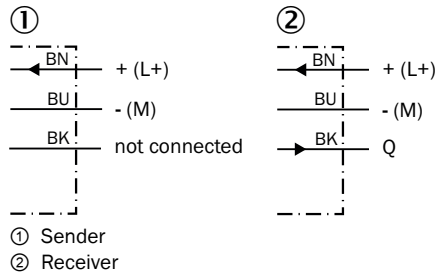 ① ②
BN + (L+) BN + (L+)
BU - (M) BU - (M)
BK not connected BK Q
① Sender
② Receiver